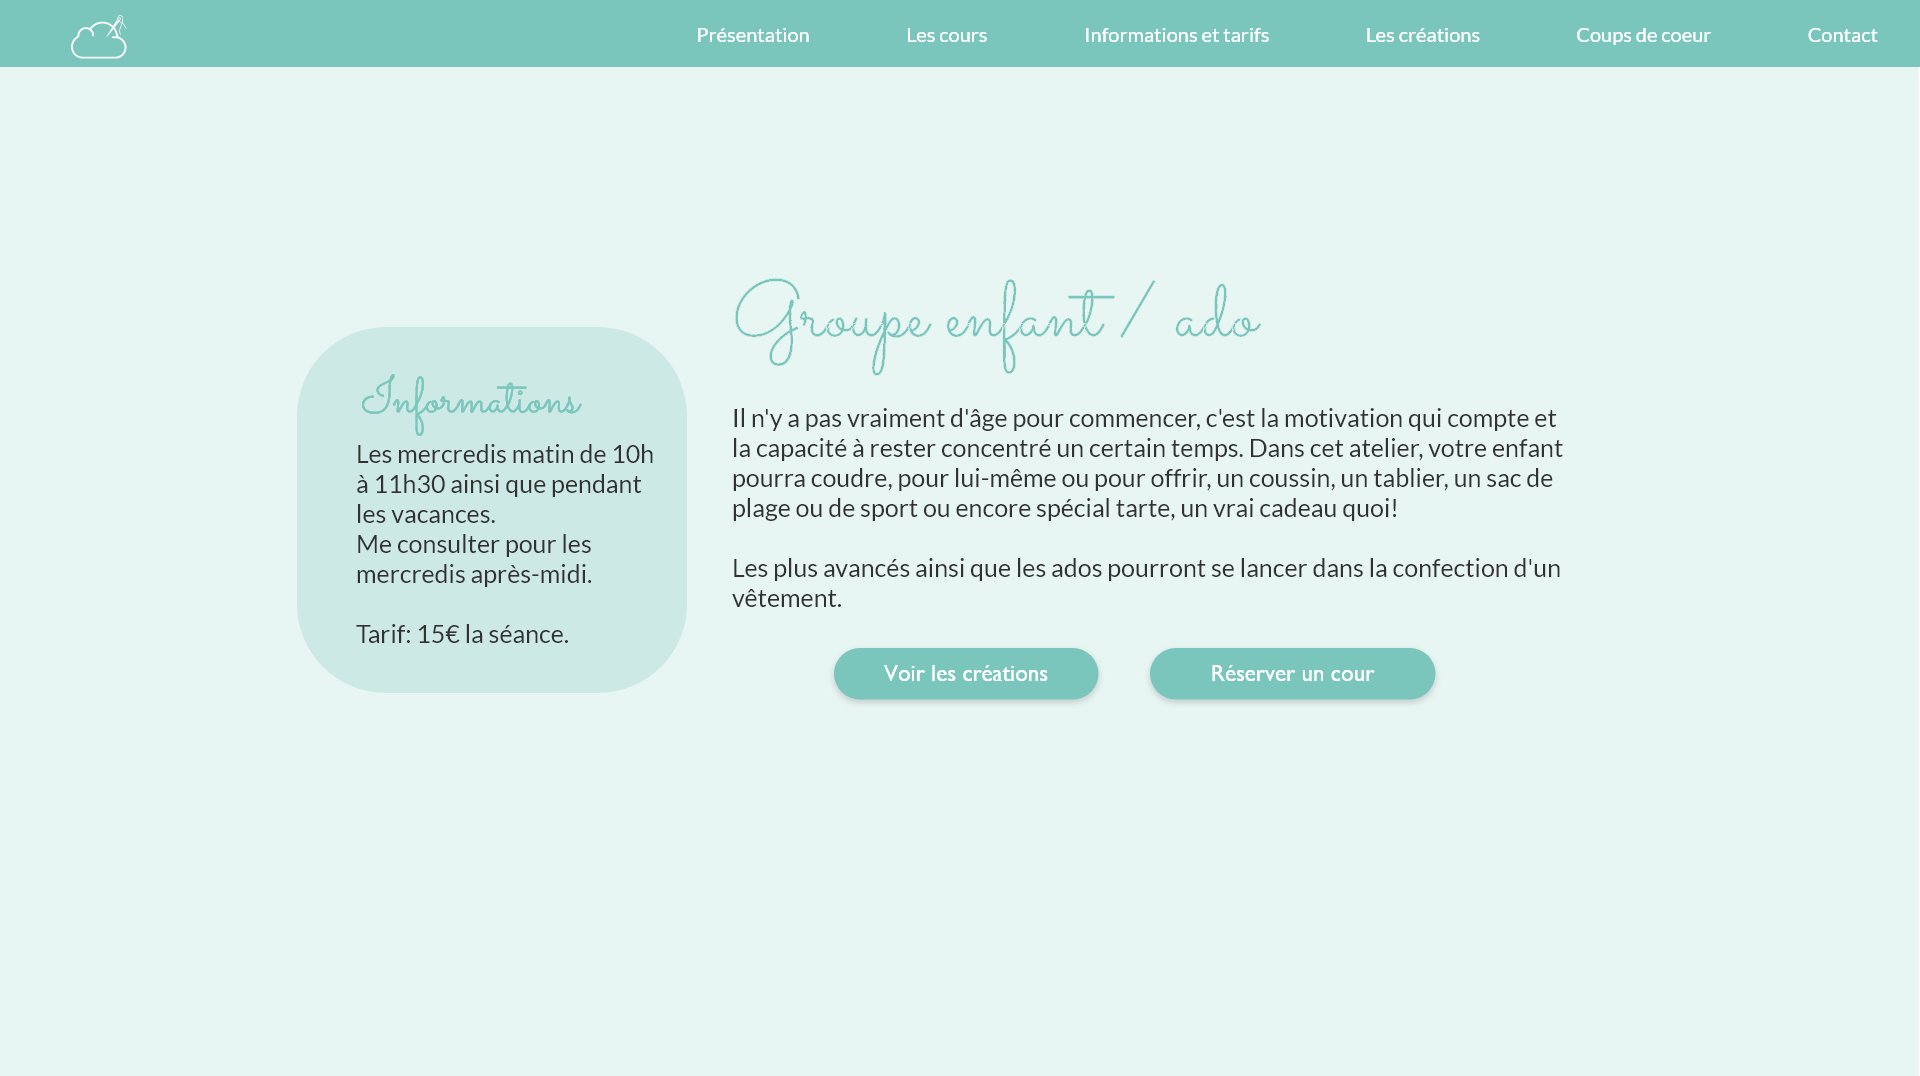 Présentation
Les cours
Informations et tarifs
Les créations
Coups de coeur
Contact
Groupe enfant / ado
Informations
Les mercredis matin de 10h
à 11h30 ainsi que pendant
les vacances.
Me consulter pour les
mercredis après-midi.
Tarif: 15€ la séance.
Il n'y a pas vraiment d'âge pour commencer, c'est la motivation qui compte et
la capacité à rester concentré un certain temps. Dans cet atelier, votre enfant
pourra coudre, pour lui-même ou pour offrir, un coussin, un tablier, un sac de
plage ou de sport ou encore spécial tarte, un vrai cadeau quoi!
Les plus avancés ainsi que les ados pourront se lancer dans la confection d'un
vêtement.
Voir les créations
Réserver un cour